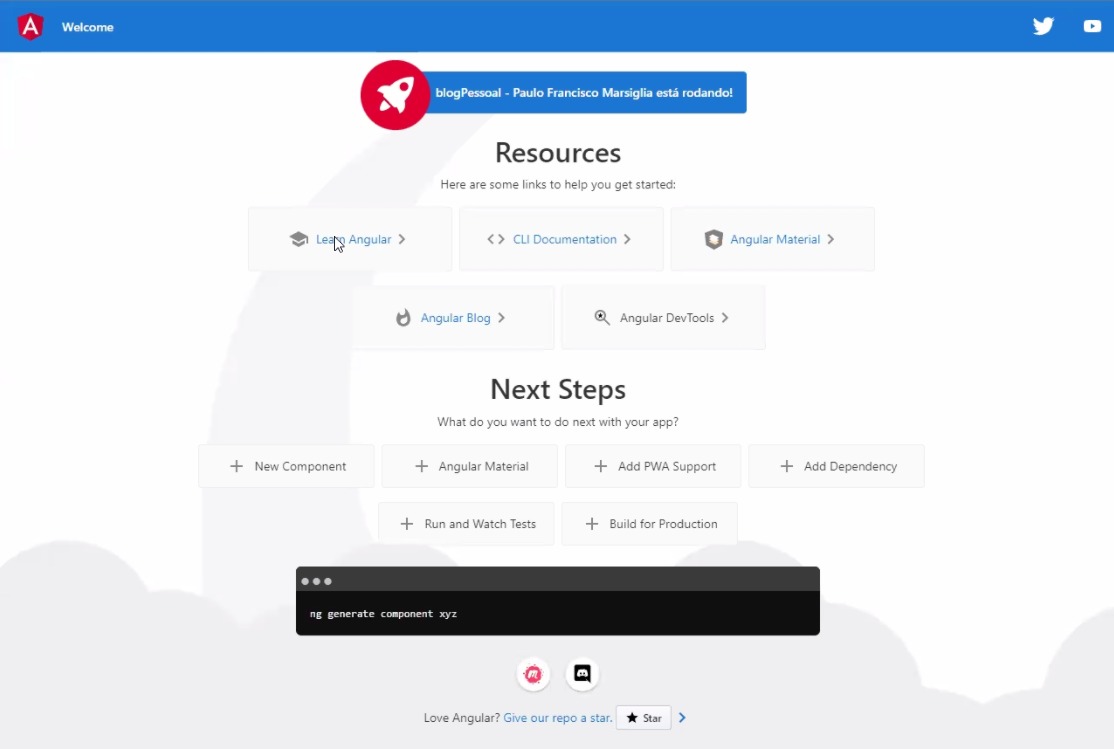 Welcome
blogPessoal - Paulo Francisco Marsiglia está rodando!
Resources
Here are some links to help you get started:
Learn Angular
CLI Documentation
Angular Material
Angular Blog
Angular DevTools
Next Steps
What do you want to do next with your app?
New Component
Angular Material
Add PWA Support
Add Dependency
Run and Watch Tests
Build for Production
ng generate component xyz
Love Angular? Give our repo a star. Star